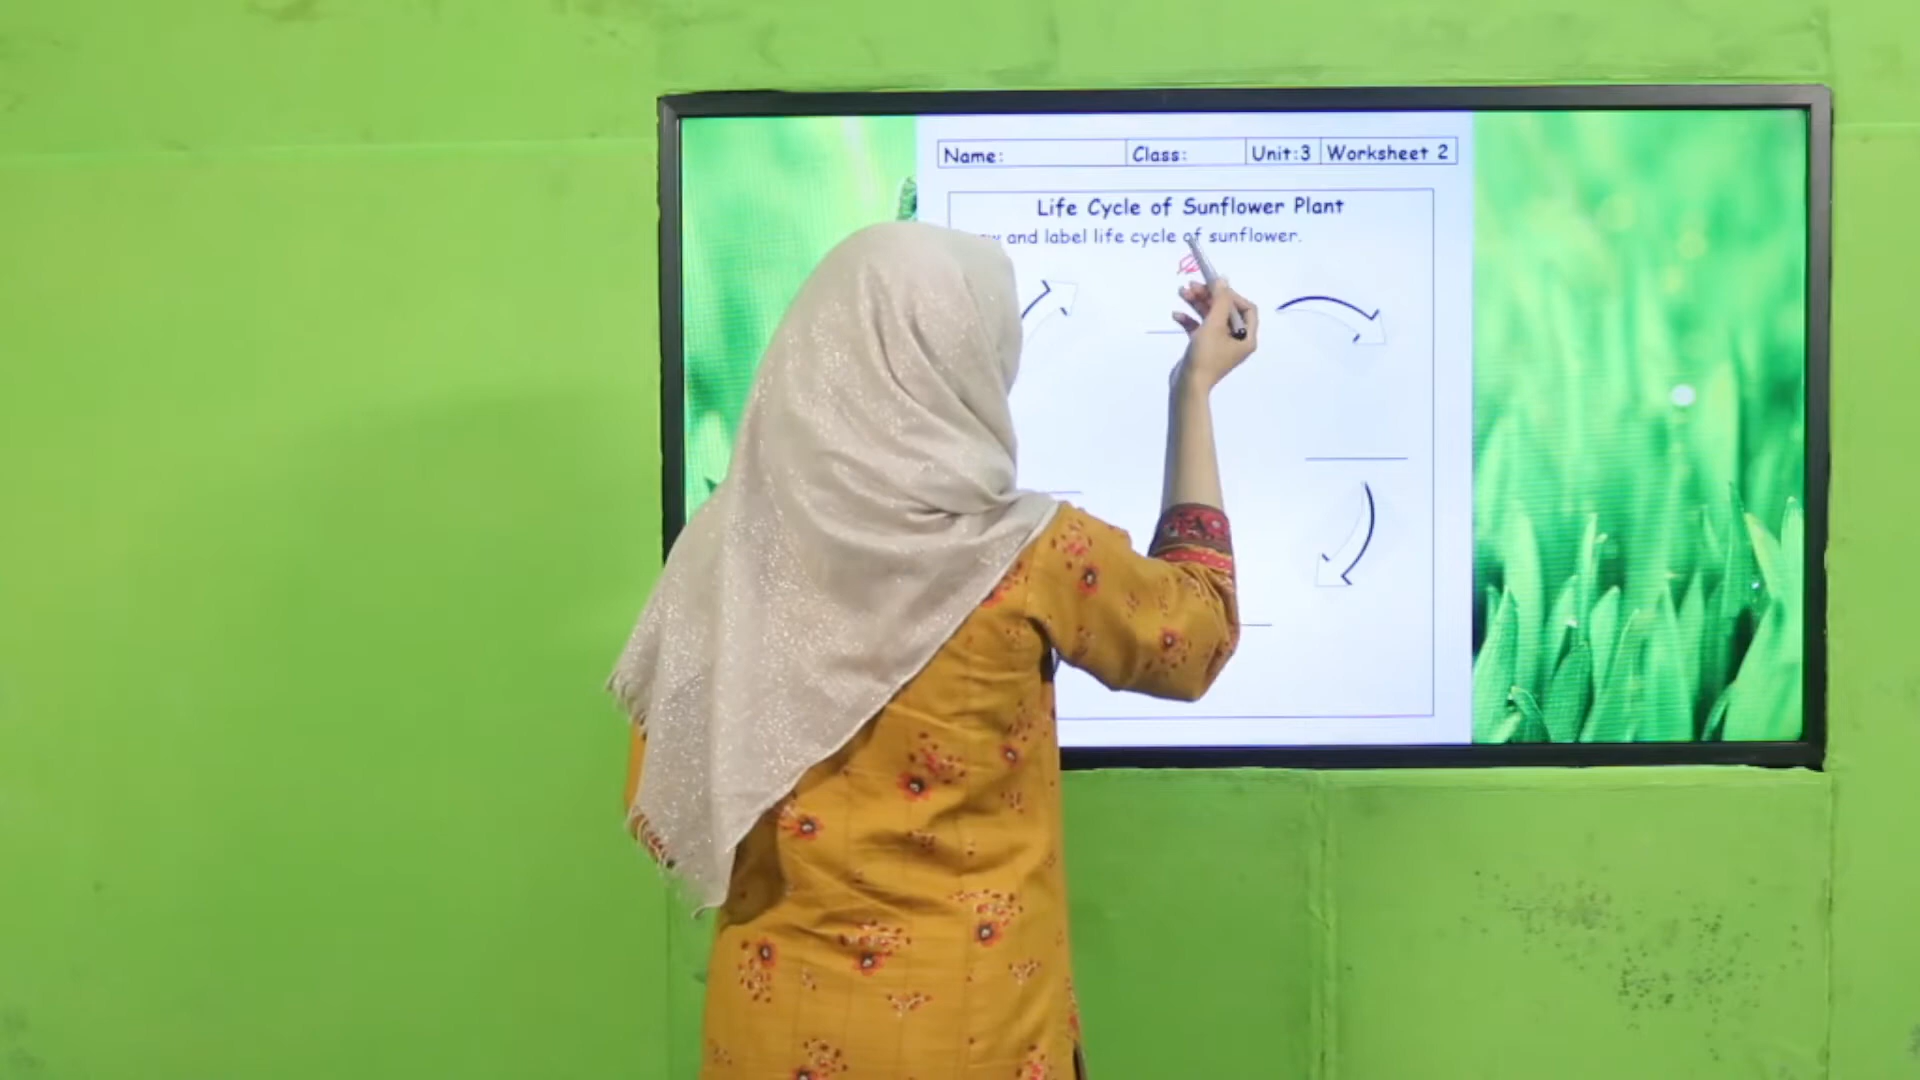 Name: Class: Unit:3 Worksheet 2
Life Cycle of Sunflower Plant
and label life cycle of sunflower.